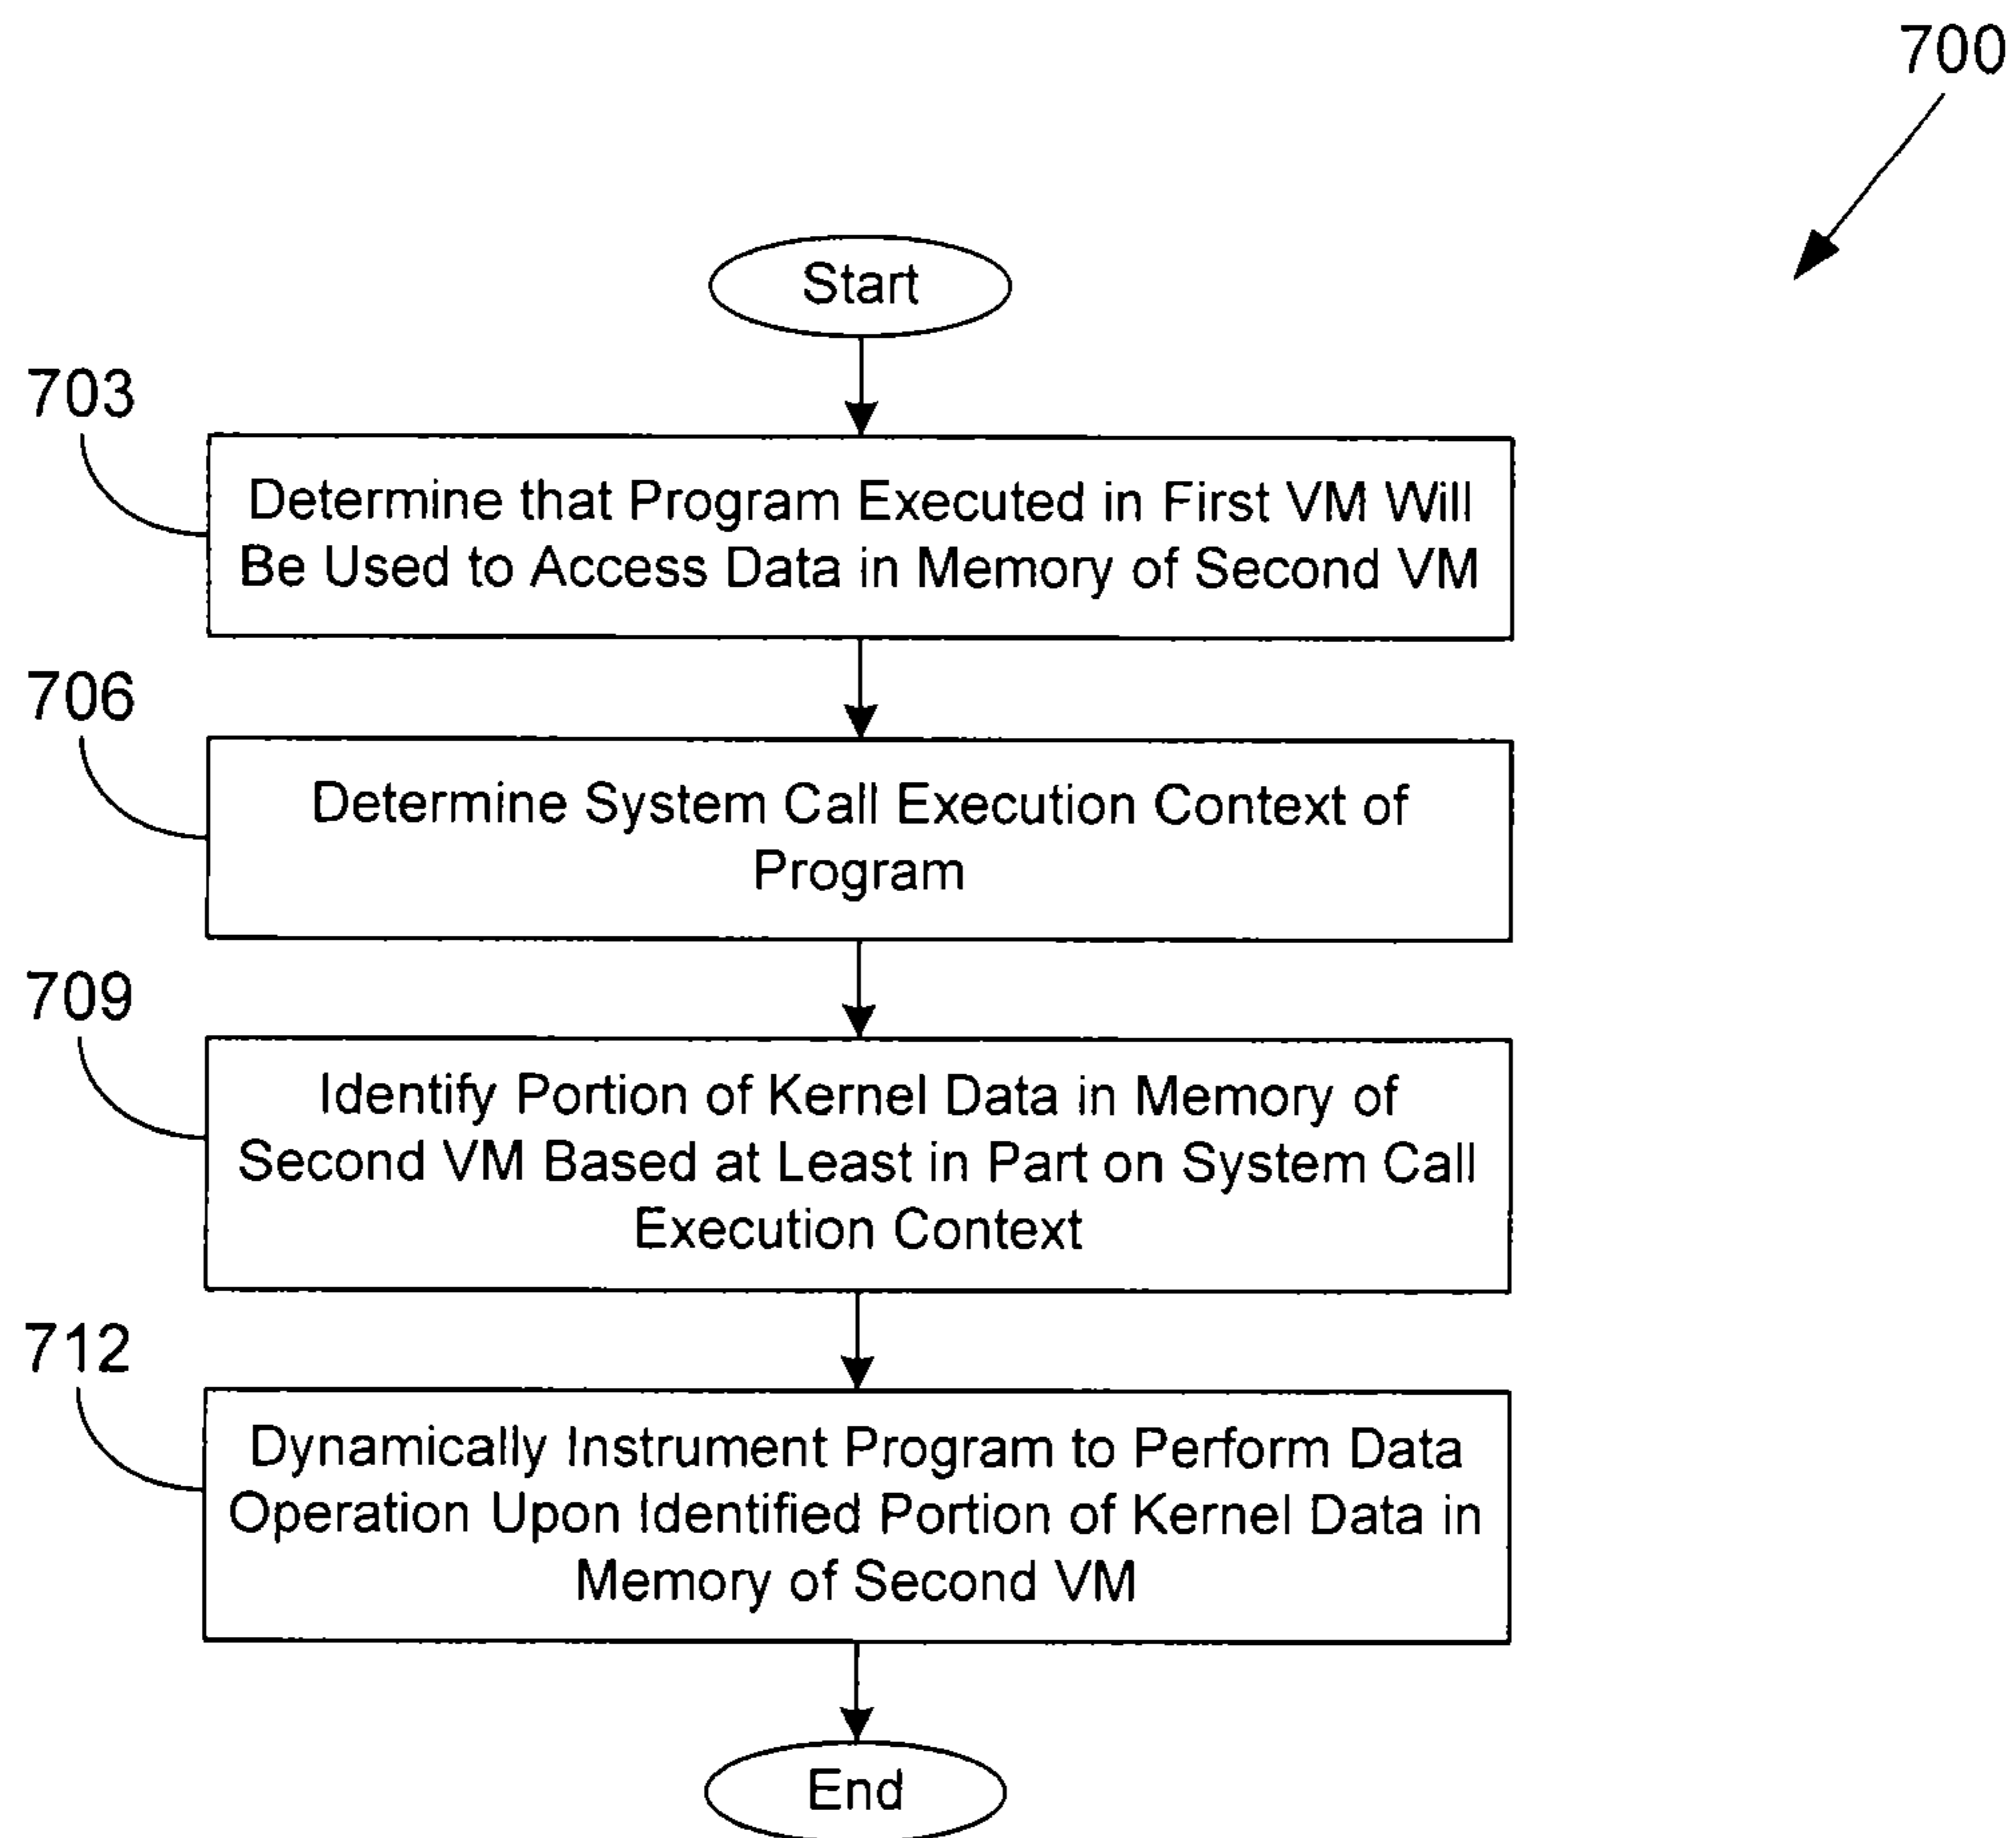 700
Start
703
Determine that Program Executed in First VM Will
Be Used to Access Data in Memory of Second VM
706
Determine System Call Execution Context of
Program
709
Identify Portion of Kernel Data in Memory of
Second VM Based at Least in Part on System Call
Execution Context
712
Dynamically Instrument Program to Perform Data
Operation Upon Identified Portion of Kernel Data in
Memory of Second VM
End